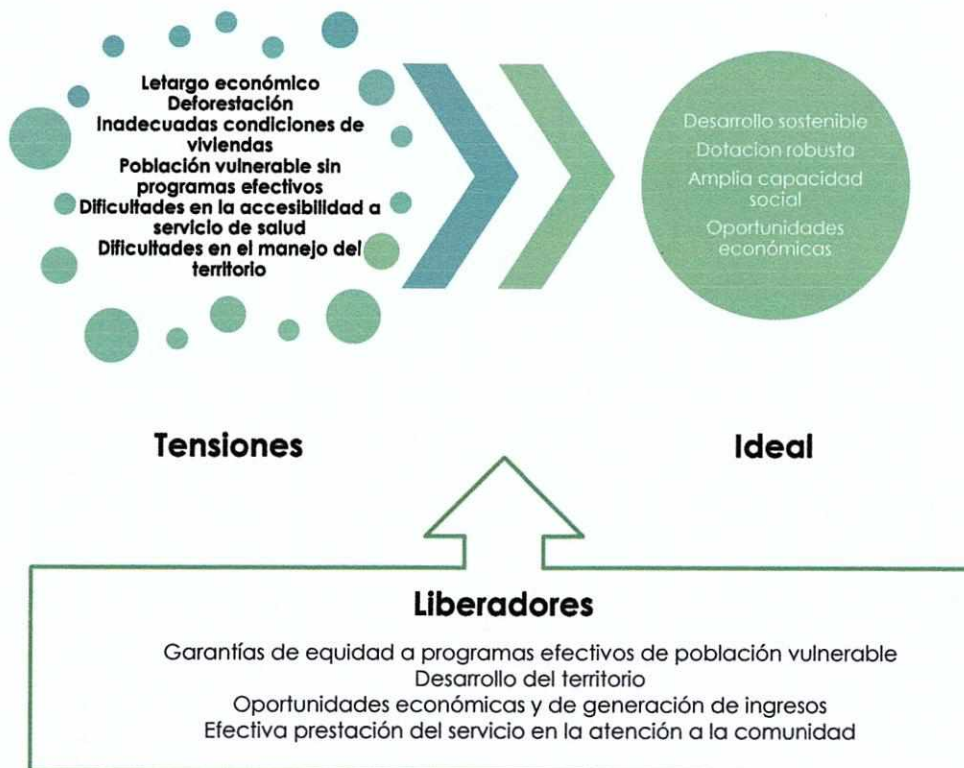 Letargo económico
Deforestación
Inadecuadas condiciones de
viviendas
Población vulnerable sin
programas efectivos
Dificultades en la accesibilidad a
servicio de salud
Dificultades en el manejo del
territorio
Desarrollo sostenible
Dotacion robusta
Amplia capacidad
social
Oportunidades
económicas
Tensiones
Ideal
Liberadores
Garantías de equidad a programas efectivos de población vulnerable
Desarrollo del territorio
Oportunidades económicas y de generación de ingresos
Efectiva prestación del servicio en la atención a la comunidad